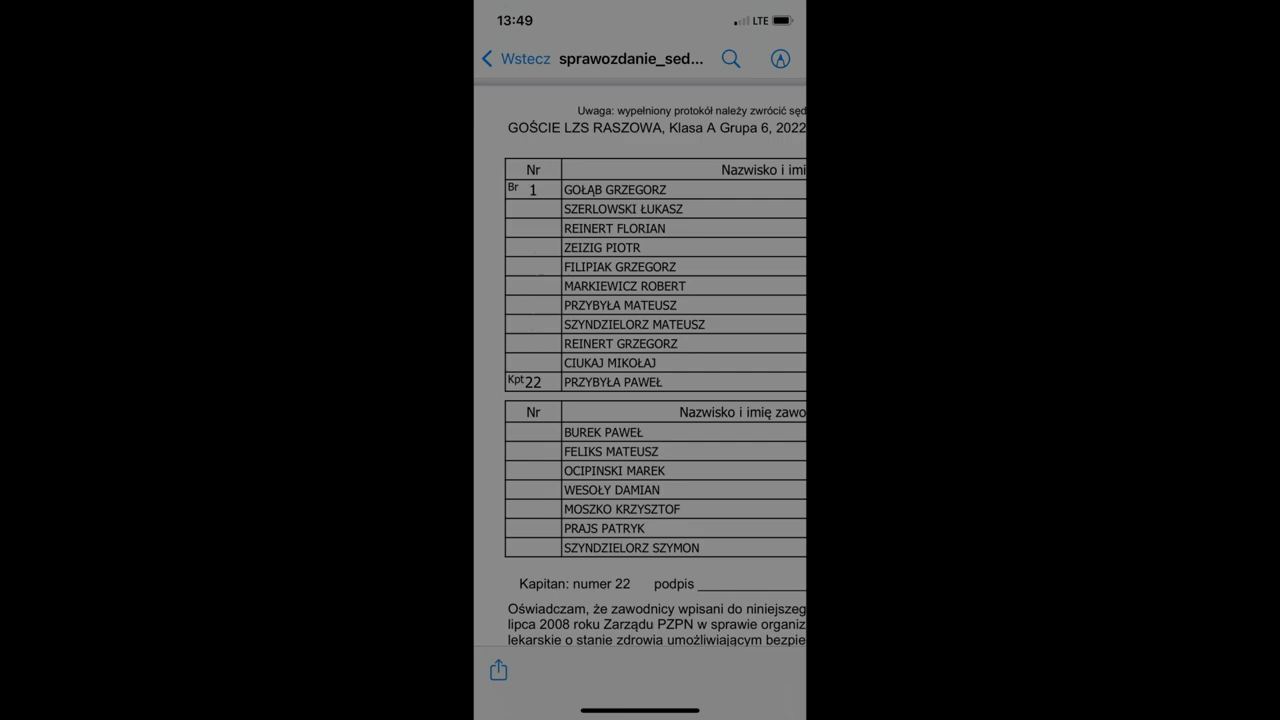 13:49 LTE
Wstecz sprawozdanie_sed...
Uwaga: wypełniony protokół należy zwrócić sęd
GOŚCIE LZS RASZOWA, Klasa A Grupa 6, 2022
Nr Nazwisko i imi
Br 1 GOŁĄB GRZEGORZ
SZERLOWSKI ŁUKASZ
REINERT FLORIAN
ZEIZIG PIOTR
FILIPIAK GRZEGORZ
MARKIEWICZ ROBERT
PRZYBYŁA MATEUSZ
SZYNDZIELORZ MATEUSZ
REINERT GRZEGORZ
CIUKAJ MIKOŁAJ
Kpt 22 PRZYBYŁA PAWEŁ
Nr Nazwisko i imię zawo
BUREK PAWEŁ
FELIKS MATEUSZ
OCIPINSKI MAREK
WESOŁY DAMIAN
MOSZKO KRZYSZTOF
PRAJS PATRYK
SZYNDZIELORZ SZYMON
Kapitan: numer 22 podpis
Oświadczam, że zawodnicy wpisani do niniejszeg
lipca 2008 roku Zarządu PZPN w sprawie organiz
lekarskie o stanie zdrowia umożliwiającym bezpie